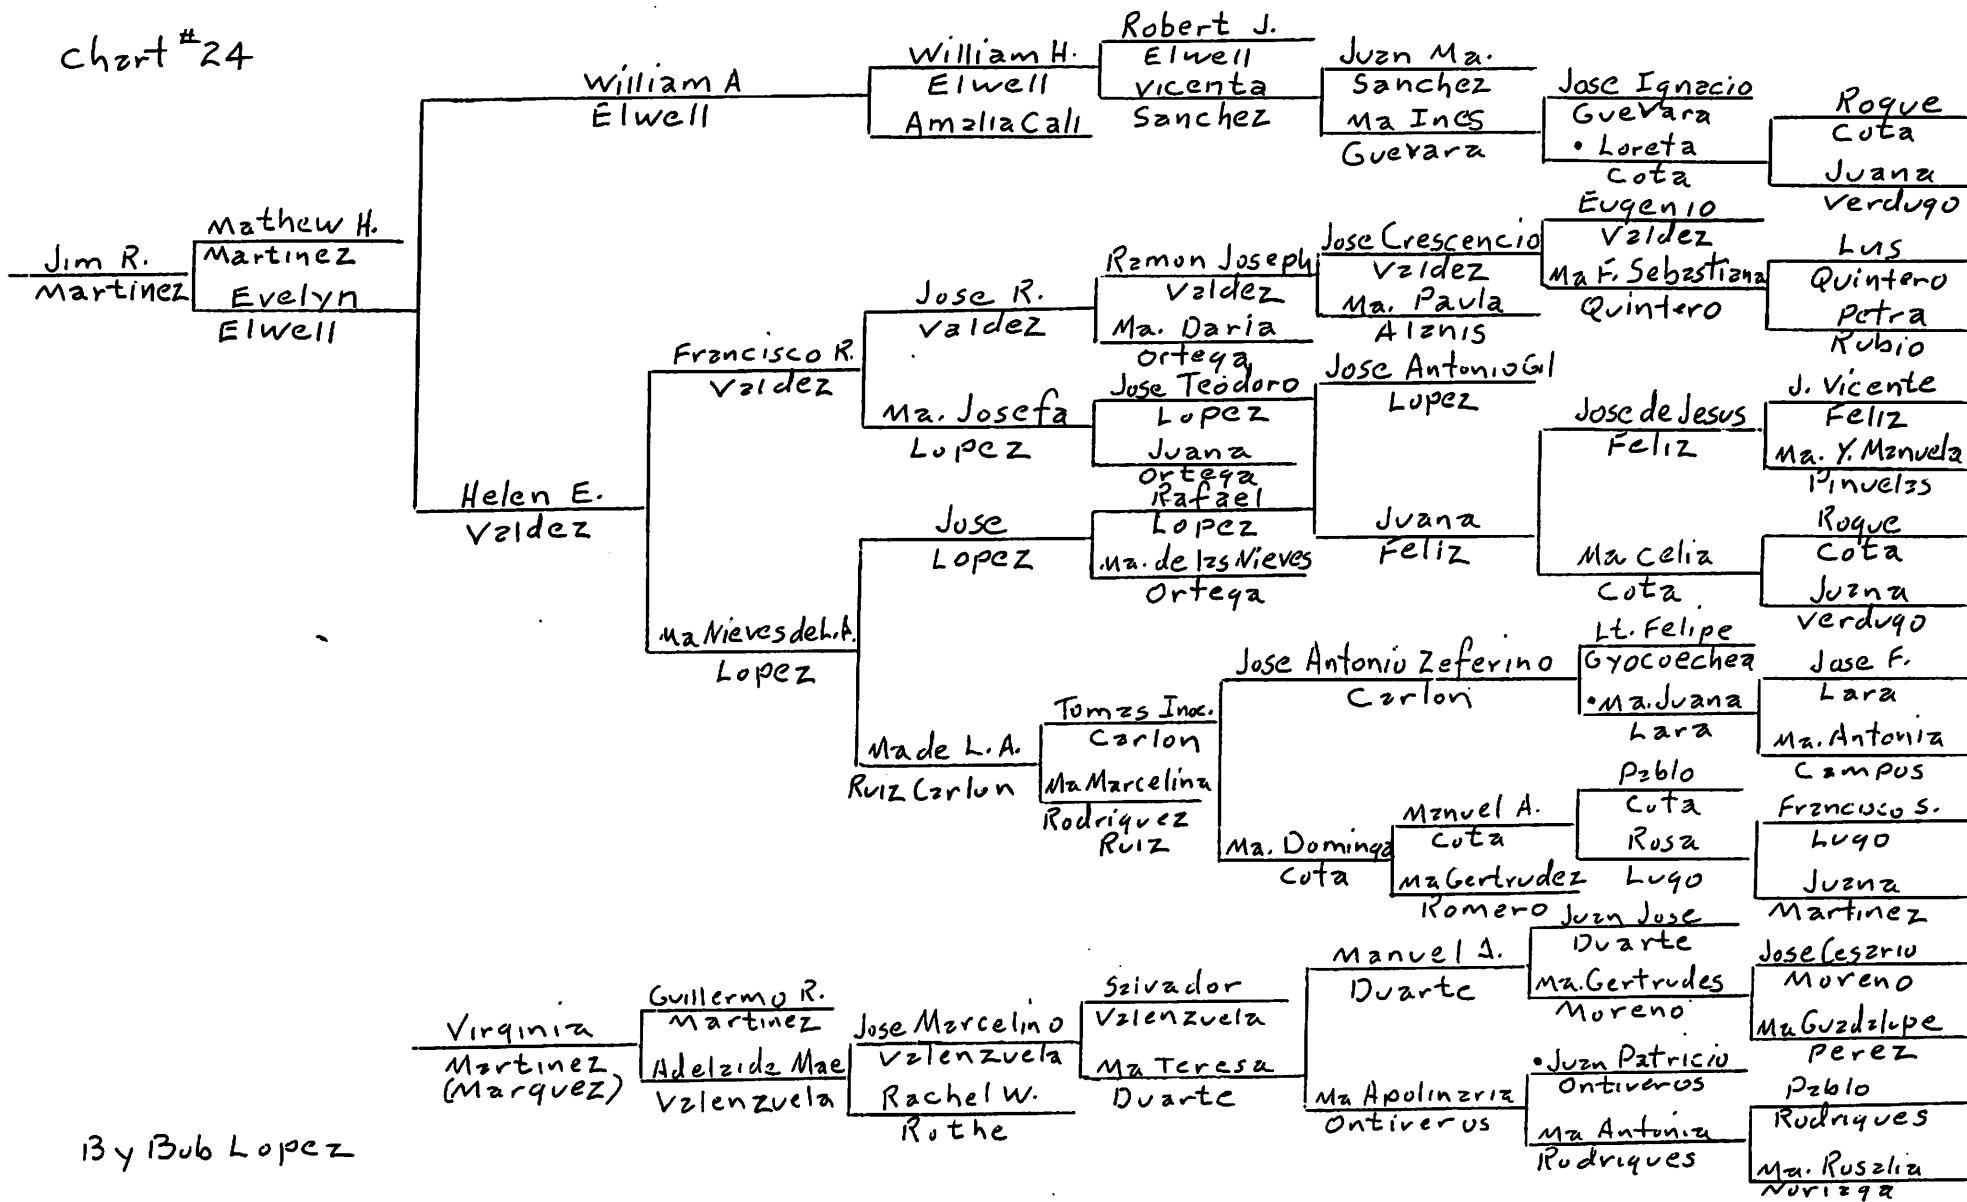 Chart #24
Jim R.
Martinez
Mathew H.
Martinez
Evelyn
Elwell
William A
Elwell
William H.
Elwell
Amalia Call
Robert J.
Elwell
Vicenta
Sanchez
Juan Ma.
Sanchez
Ma Ines
Guevara
Jose Ignacio
Guevara
• Loreta
Cota
Roque
Cota
Juana
Verdugo
Helen E.
Valdez
Francisco R.
Valdez
Jose R.
Valdez
Ramon Joseph
Valdez
Ma. Daria
Ortega
Jose Crescencio
Valdez
Ma. Paula
Alanis
Eugenio
Valdez
Ma F. Sebastiana
Quintero
Luis
Quintero
Petra
Rubio
Ma. Josefa
Lopez
Jose Teodoro
Lopez
Juana
Ortega
Jose Antonio Gil
Lopez
Juana
Feliz
Jose de Jesus
Feliz
J. Vicente
Feliz
Ma. Y. Manuela
Pinuelas
Ma Celia
Cota
Roque
Cota
Juana
Verdugo
Ma Nieves de L.A.
Lopez
Jose
Lopez
Rafael
Lopez
Ma. de las Nieves
Ortega
Ma de L.A.
Ruiz Carlon
Tomas Inoc.
Carlon
Ma Marcelina
Rodriguez
Ruiz
Jose Antonio Zeferino
Carlon
Lt. Felipe
Gyocoechea
• Ma. Juana
Lara
Jose F.
Lara
Ma. Antonia
Campos
Ma. Dominga
Cota
Manuel A.
Cota
Ma Gertrudez
Romero
Pablo
Cota
Rosa
Lugo
Francisco S.
Lugo
Juana
Martinez
Virginia
Martinez
(Marquez)
Guillermo R.
Martinez
Adelaida Mae
Valenzuela
Jose Marcelino
Valenzuela
Rachel W.
Rothe
Salvador
Valenzuela
Ma Teresa
Duarte
Manuel A.
Duarte
Juan Jose
Duarte
Ma. Gertrudes
Moreno
Jose Cesario
Moreno
Ma Guadalupe
Perez
Ma Apolinaria
Ontiveros
• Juan Patricio
Ontiveros
Ma Antonia
Rodriques
Pablo
Rodriques
Ma. Rosalia
Noriega
By Bob Lopez